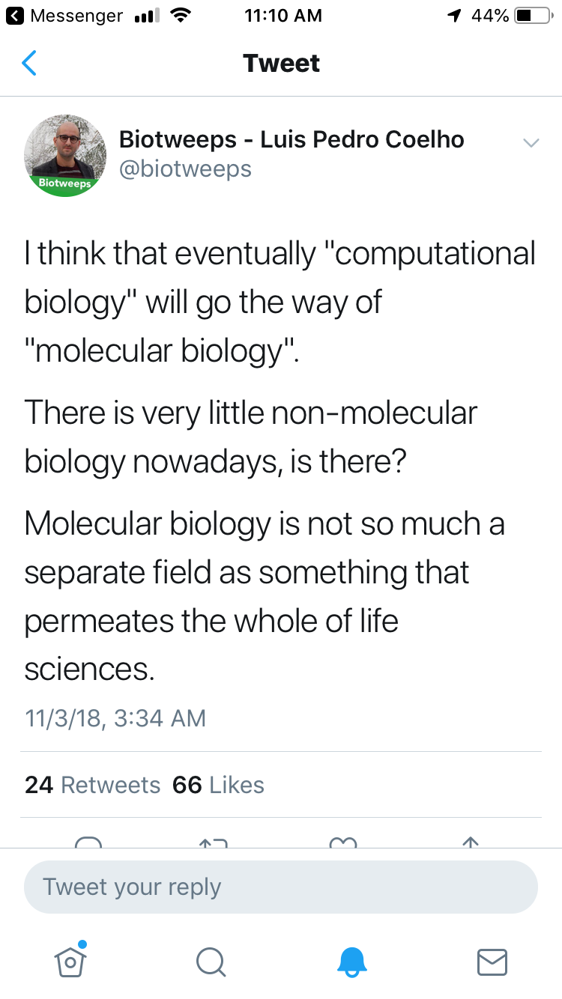 Messenger 11:10 AM 44%
Tweet
Biotweeps - Luis Pedro Coelho
@biotweeps
Biotweeps
I think that eventually "computational
biology" will go the way of
"molecular biology".
There is very little non-molecular
biology nowadays, is there?
Molecular biology is not so much a
separate field as something that
permeates the whole of life
sciences.
11/3/18, 3:34 AM
24 Retweets 66 Likes
Tweet your reply